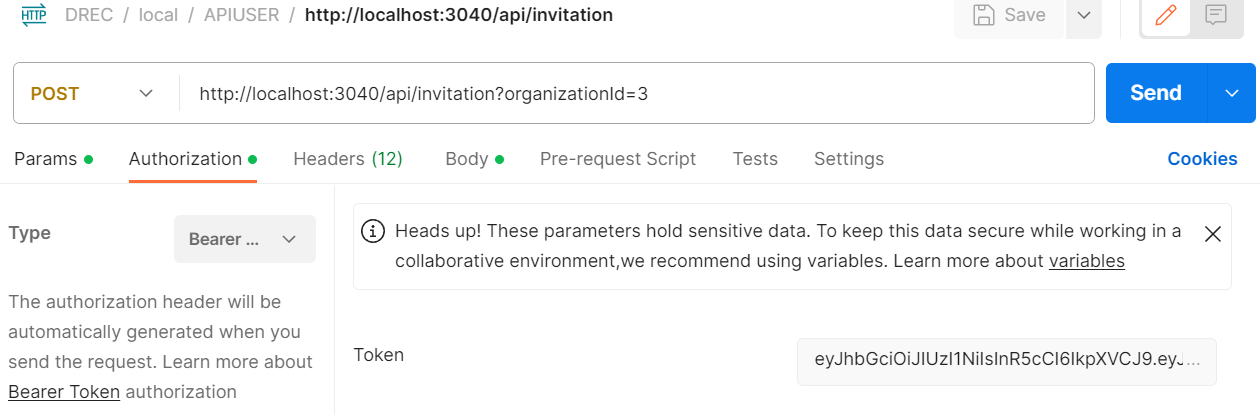 HTTP DREC / local / APIUSER / http://localhost:3040/api/invitation Save
POST http://localhost:3040/api/invitation?organizationId=3 Send
Params Authorization Headers (12) Body Pre-request Script Tests Settings Cookies
Type Bearer ...
Heads up! These parameters hold sensitive data. To keep this data secure while working in a
collaborative environment,we recommend using variables. Learn more about variables
The authorization header will be
automatically generated when you
send the request. Learn more about
Bearer Token authorization
Token eyJhbGciOiJIUzI1NiIsInR5cCI6IkpXVCJ9.eyJ...